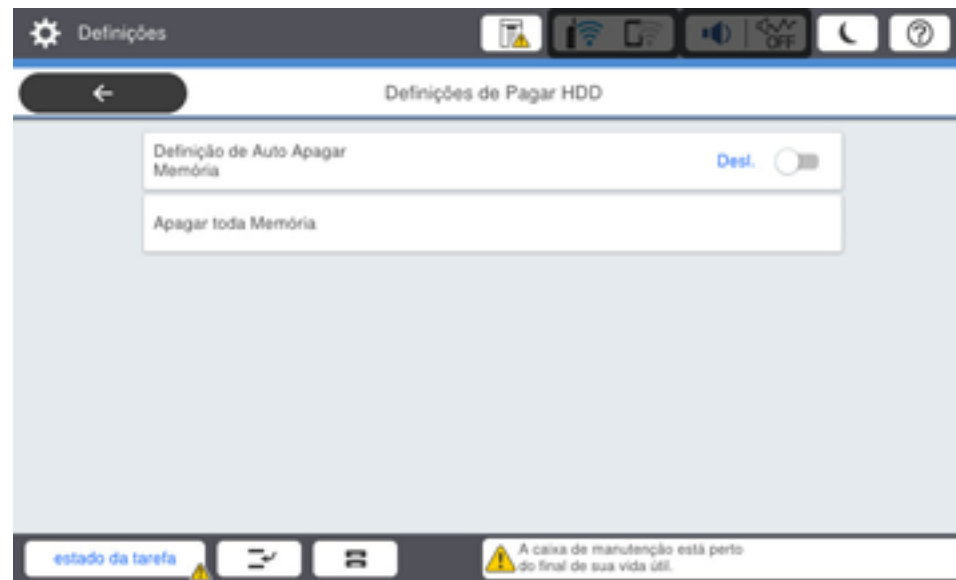 Definições
OFF
Definições de Pagar HDD
Definição de Auto Apagar
Memória
Desl.
Apagar toda Memória
estado da tarefa
A caixa de manutenção está perto
do final de sua vida útil.